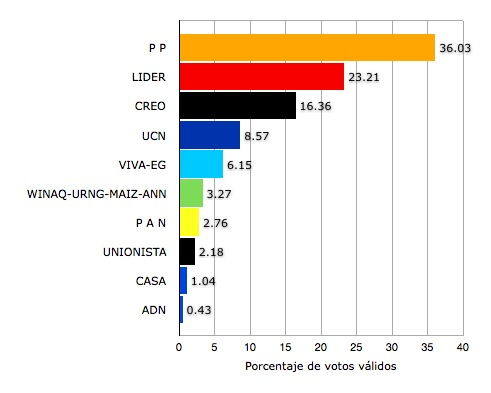 P P 36.03
LIDER 23.21
CREO 16.36
UCN 8.57
VIVA-EG 6.15
WINAQ-URNG-MAIZ-ANN 3.27
P A N 2.76
UNIONISTA 2.18
CASA 1.04
ADN 0.43
0 5 10 15 20 25 30 35 40
Porcentaje de votos válidos